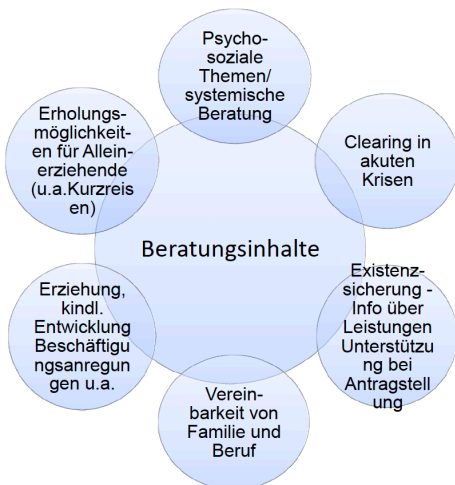 Psycho-
soziale
Themen/
systemische
Beratung
Erholungs-
möglichkeit-
en für Allein-
erziehende
(u.a.Kurzreis
en)
Clearing in
akuten
Krisen
Beratungsinhalte
Erziehung,
kindl.
Entwicklung
Beschäftigu
ngsanregun
gen u.a.
Existenz-
sicherung -
Info über
Leistungen
Unterstützu
ng bei
Antragstell
ung
Verein-
barkeit von
Familie und
Beruf